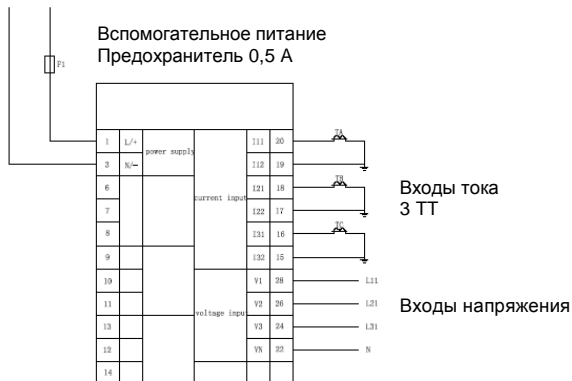 Вспомогательное питание
Предохранитель 0,5 А
F1
1 L/+ power supply I11 20 TA
3 N/- I12 19
6 current input I21 18 TB
7 I22 17
8 I31 16 TC
9 I32 15
Входы тока
3 ТТ
10 voltage input V1 28 L11
11 V2 26 L21
13 V3 24 L31
12 VN 22 N
14
Входы напряжения